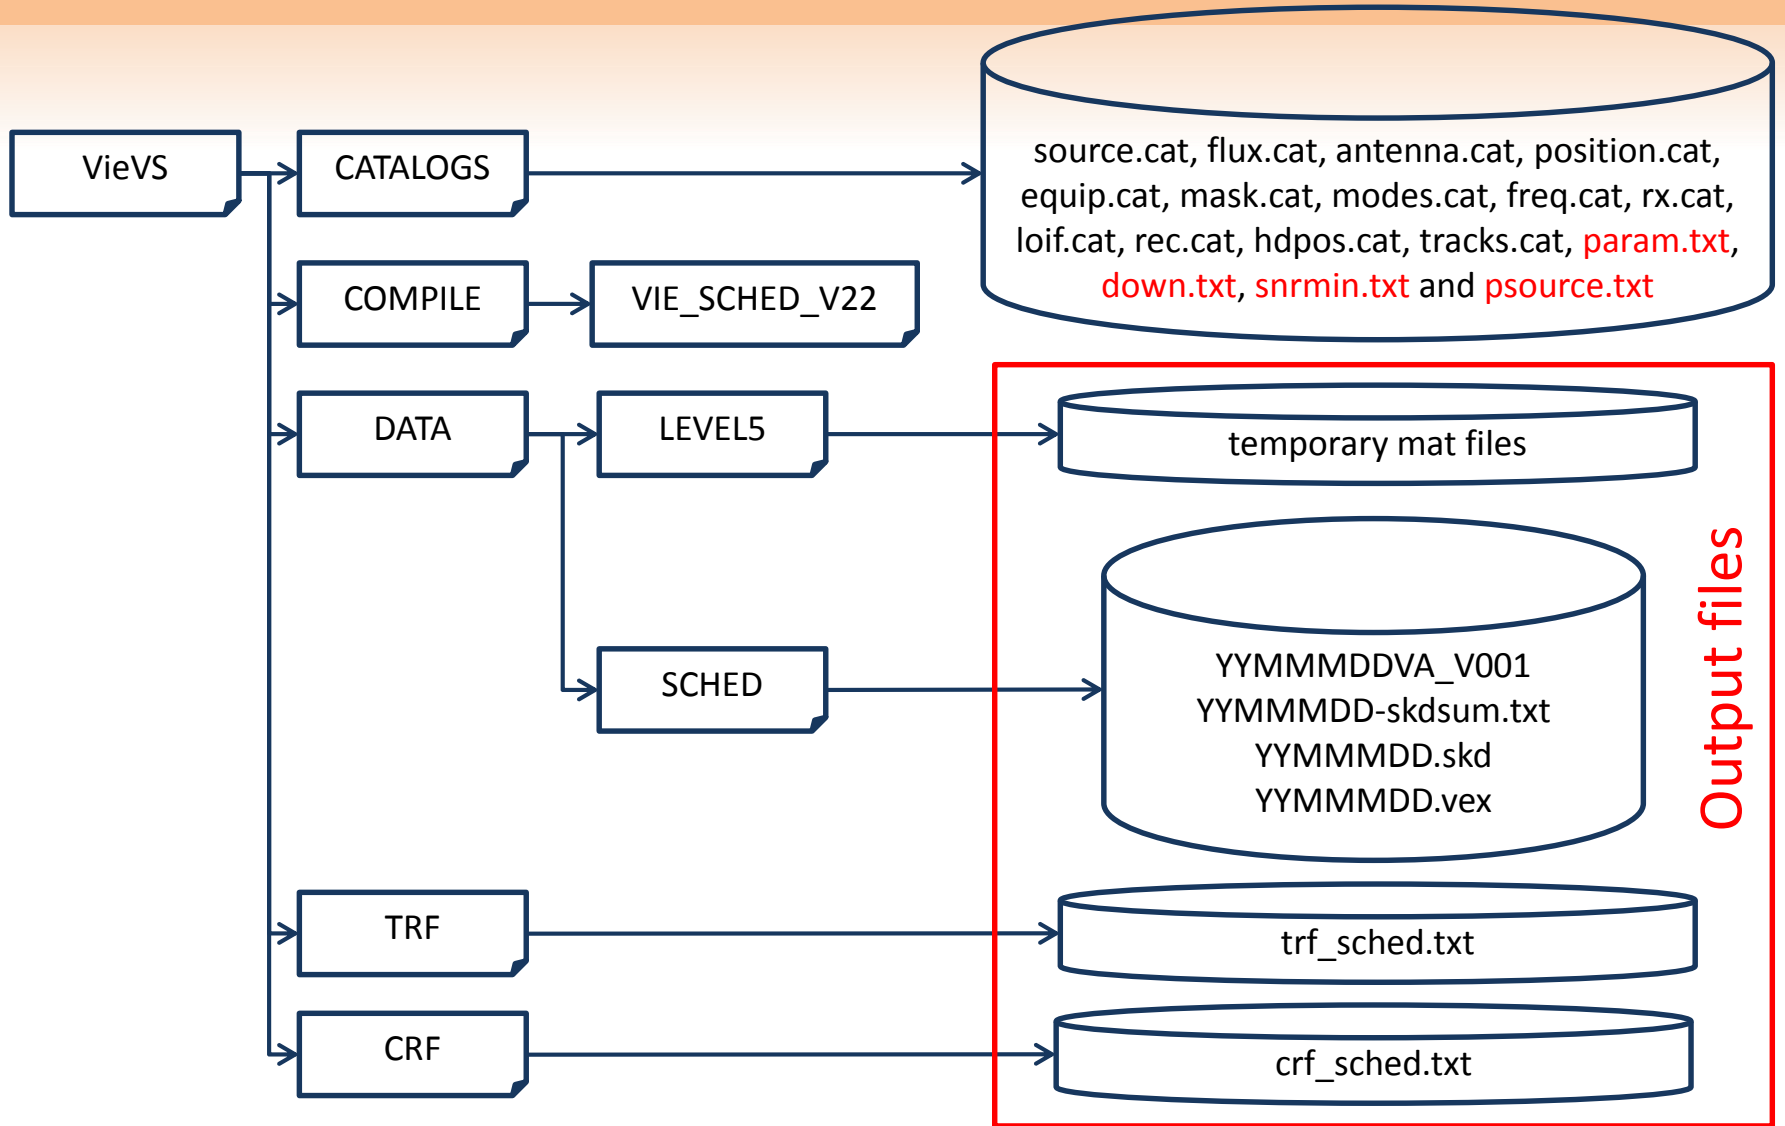 VieVS
CATALOGS
source.cat, flux.cat, antenna.cat, position.cat,
equip.cat, mask.cat, modes.cat, freq.cat, rx.cat,
loif.cat, rec.cat, hdpos.cat, tracks.cat, param.txt,
down.txt, snrmin.txt and psource.txt
COMPILE
VIE_SCHED_V22
DATA
LEVEL5
temporary mat files
SCHED
YYMMMDDVA_V001
YYMMMDD-skdsum.txt
YYMMMDD.skd
YYMMMDD.vex
Output files
TRF
trf_sched.txt
CRF
crf_sched.txt